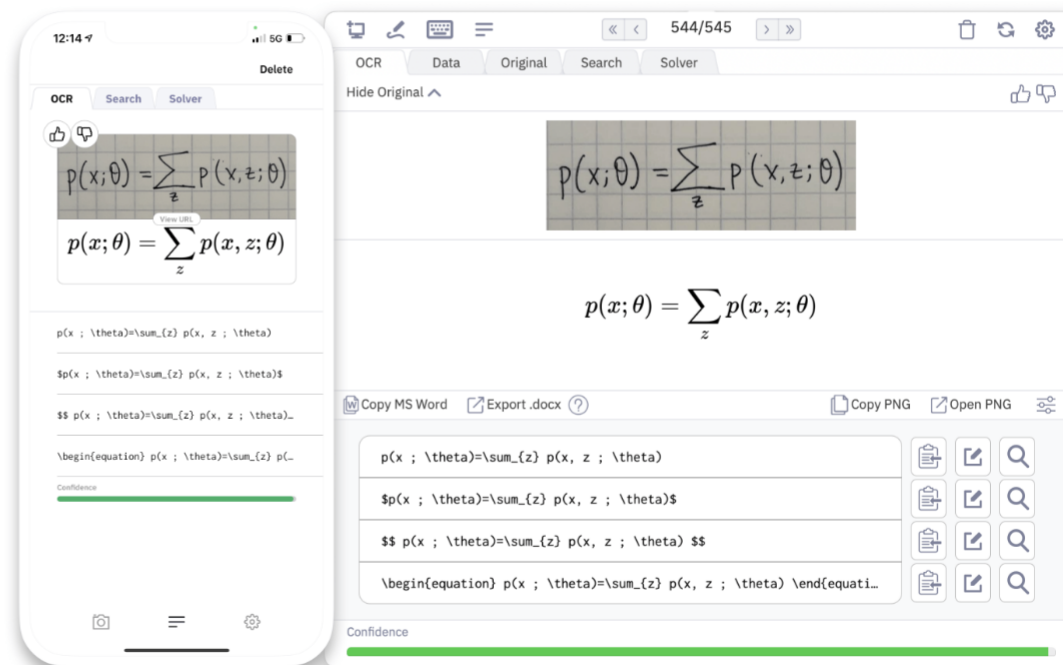 12:14
5G
Delete
OCR Search Solver
p(x;θ) = ∑ p(x,z;θ)
z
View URL
p(x; θ) = ∑ p(x, z; θ)
z
p(x ; \theta)=\sum_{z} p(x, z ; \theta)
$p(x ; \theta)=\sum_{z} p(x, z ; \theta)$
$$ p(x ; \theta)=\sum_{z} p(x, z ; \theta)…
\begin{equation} p(x ; \theta)=\sum_{z} p(…
Confidence
544/545
OCR Data Original Search Solver
Hide Original
p(x;θ) = ∑ p(x,z;θ)
z
p(x; θ) = ∑ p(x, z; θ)
z
W Copy MS Word Export .docx ? Copy PNG Open PNG
p(x ; \theta)=\sum_{z} p(x, z ; \theta)
$p(x ; \theta)=\sum_{z} p(x, z ; \theta)$
$$ p(x ; \theta)=\sum_{z} p(x, z ; \theta) $$
\begin{equation} p(x ; \theta)=\sum_{z} p(x, z ; \theta) \end{equati…
Confidence